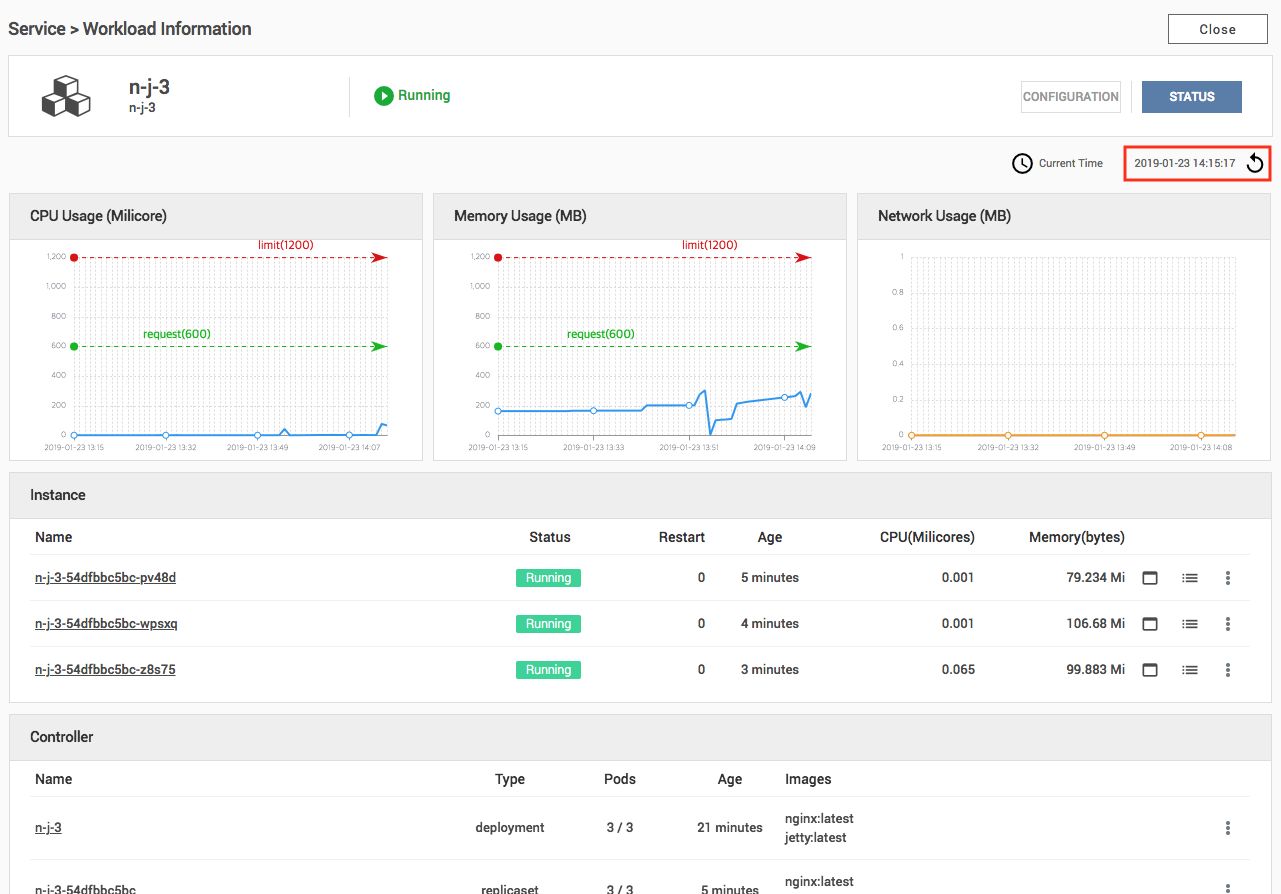 Service > Workload Information
Close
n-j-3
n-j-3
Running
CONFIGURATION
STATUS
Current Time
2019-01-23 14:15:17
CPU Usage (Milicore)
limit(1200)
1,200
1,000
800
request(600)
600
400
200
0
2019-01-23 13:15 2019-01-23 13:32 2019-01-23 13:49 2019-01-23 14:07
Memory Usage (MB)
limit(1200)
1,200
1,000
800
request(600)
600
400
200
0
2019-01-23 13:15 2019-01-23 13:33 2019-01-23 13:51 2019-01-23 14:09
Network Usage (MB)
1
0.8
0.6
0.4
0.2
0
2019-01-23 13:15 2019-01-23 13:32 2019-01-23 13:49 2019-01-23 14:08
Instance
Name Status Restart Age CPU(Milicores) Memory(bytes)
n-j-3-54dfbbc5bc-pv48d Running 0 5 minutes 0.001 79.234 Mi
n-j-3-54dfbbc5bc-wpsxq Running 0 4 minutes 0.001 106.68 Mi
n-j-3-54dfbbc5bc-z8s75 Running 0 3 minutes 0.065 99.883 Mi
Controller
Name Type Pods Age Images
n-j-3 deployment 3 / 3 21 minutes nginx:latest
jetty:latest
n-j-3-54dfbbc5bc replicaset 3 / 3 5 minutes nginx:latest